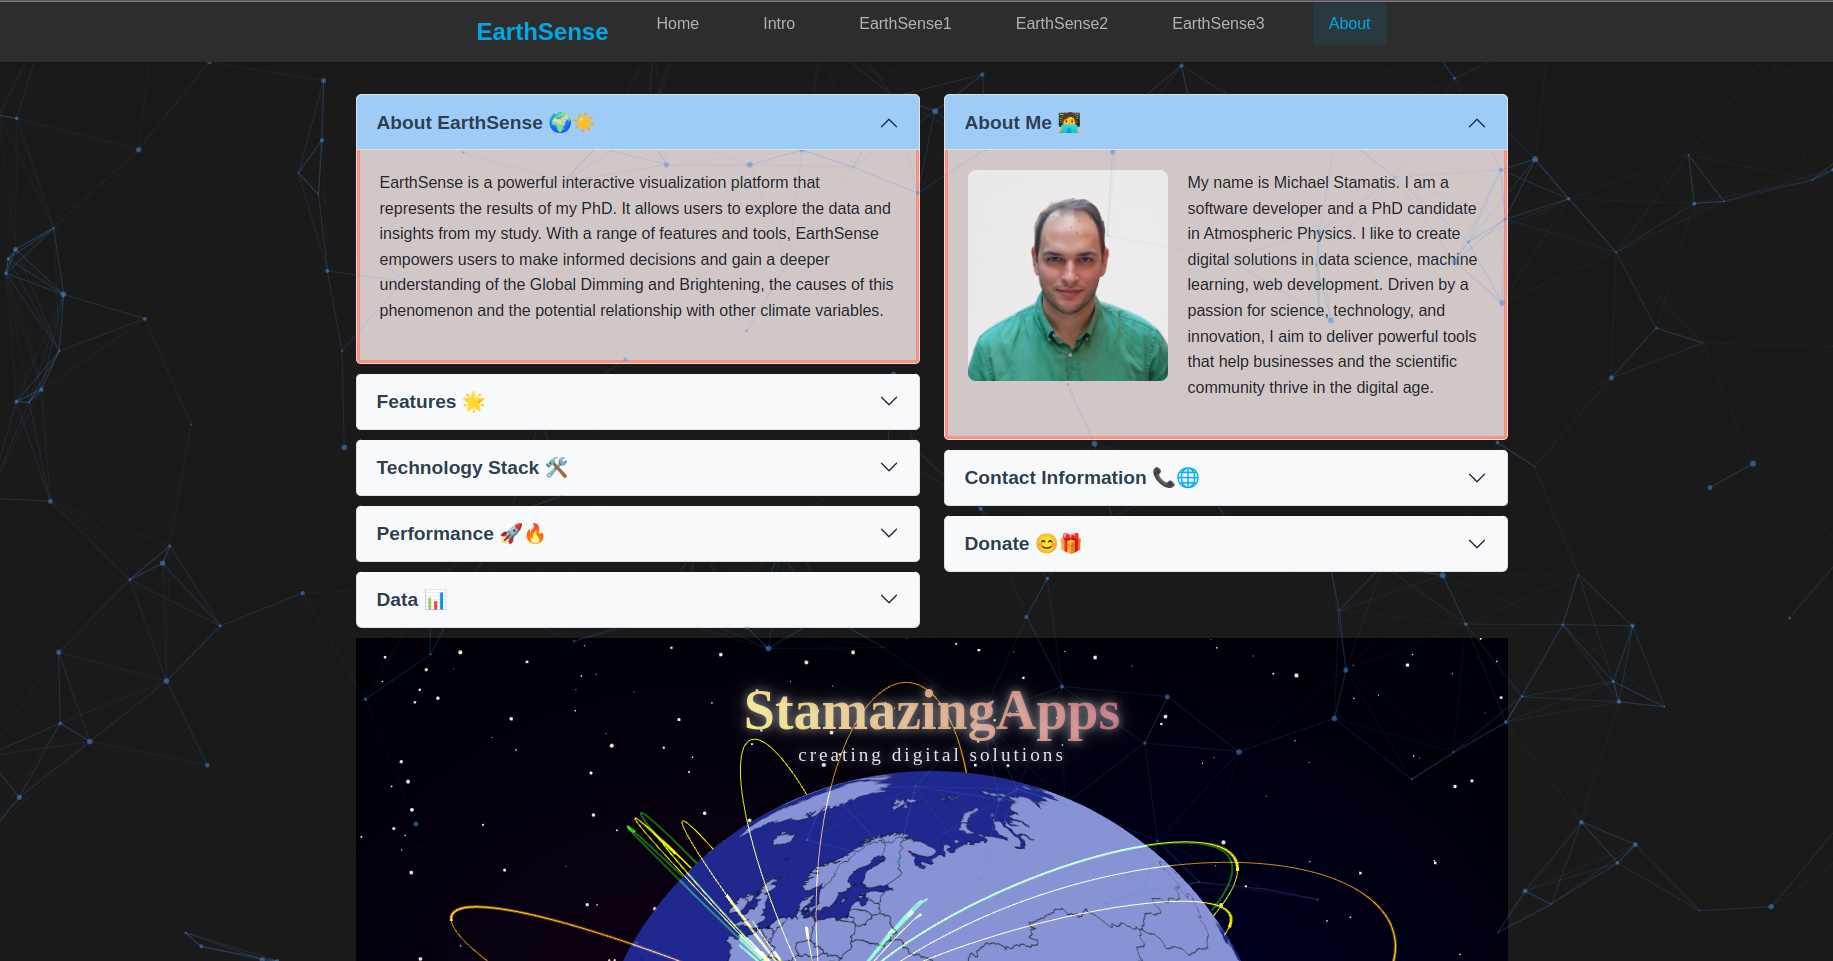 EarthSense
Home
Intro
EarthSense1
EarthSense2
EarthSense3
About
About EarthSense 🌍☀️
EarthSense is a powerful interactive visualization platform that
represents the results of my PhD. It allows users to explore the data and
insights from my study. With a range of features and tools, EarthSense
empowers users to make informed decisions and gain a deeper
understanding of the Global Dimming and Brightening, the causes of this
phenomenon and the potential relationship with other climate variables.
Features 🌟
Technology Stack 🛠️
Performance 🚀🔥
Data 📊
About Me 🧑‍💻
My name is Michael Stamatis. I am a
software developer and a PhD candidate
in Atmospheric Physics. I like to create
digital solutions in data science, machine
learning, web development. Driven by a
passion for science, technology, and
innovation, I aim to deliver powerful tools
that help businesses and the scientific
community thrive in the digital age.
Contact Information 📞🌐
Donate 😊🎁
StamazingApps
creating digital solutions